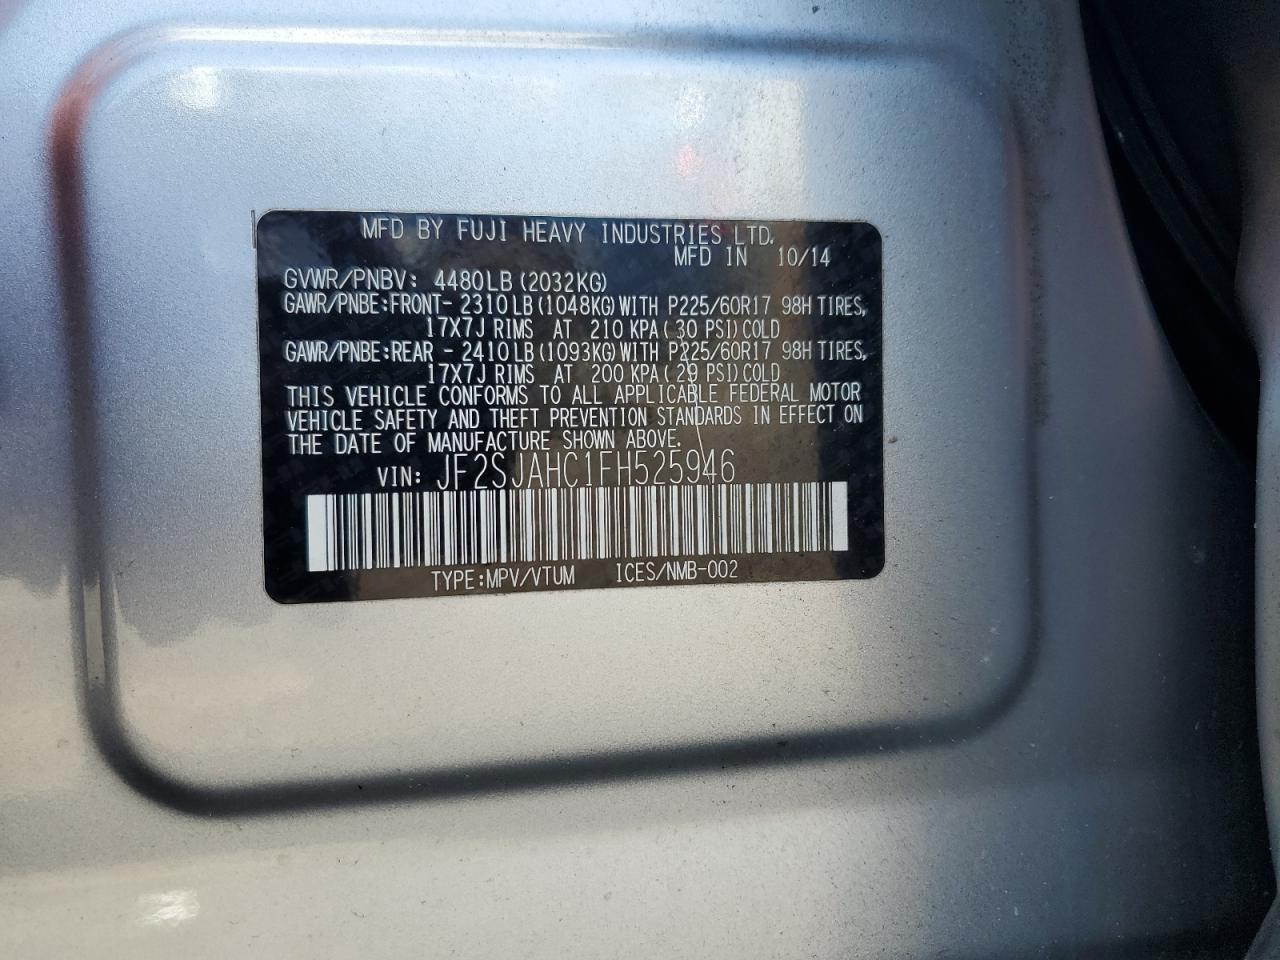 MFD BY FUJI HEAVY INDUSTRIES LTD.
MFD IN 10/14
GVWR/PNBV: 4480LB (2032KG)
GAWR/PNBE:FRONT- 2310LB (1048KG) WITH P225/60R17 98H TIRES,
17X7J RIMS AT 210 KPA (30 PSI) COLD
GAWR/PNBE:REAR - 2410LB (1093KG) WITH P225/60R17 98H TIRES,
17X7J RIMS AT 200 KPA (29 PSI) COLD
THIS VEHICLE CONFORMS TO ALL APPLICABLE FEDERAL MOTOR
VEHICLE SAFETY AND THEFT PREVENTION STANDARDS IN EFFECT ON
THE DATE OF MANUFACTURE SHOWN ABOVE.
VIN: JF2SJAHC1FH525946
TYPE:MPV/VTUM ICES/NMB-002